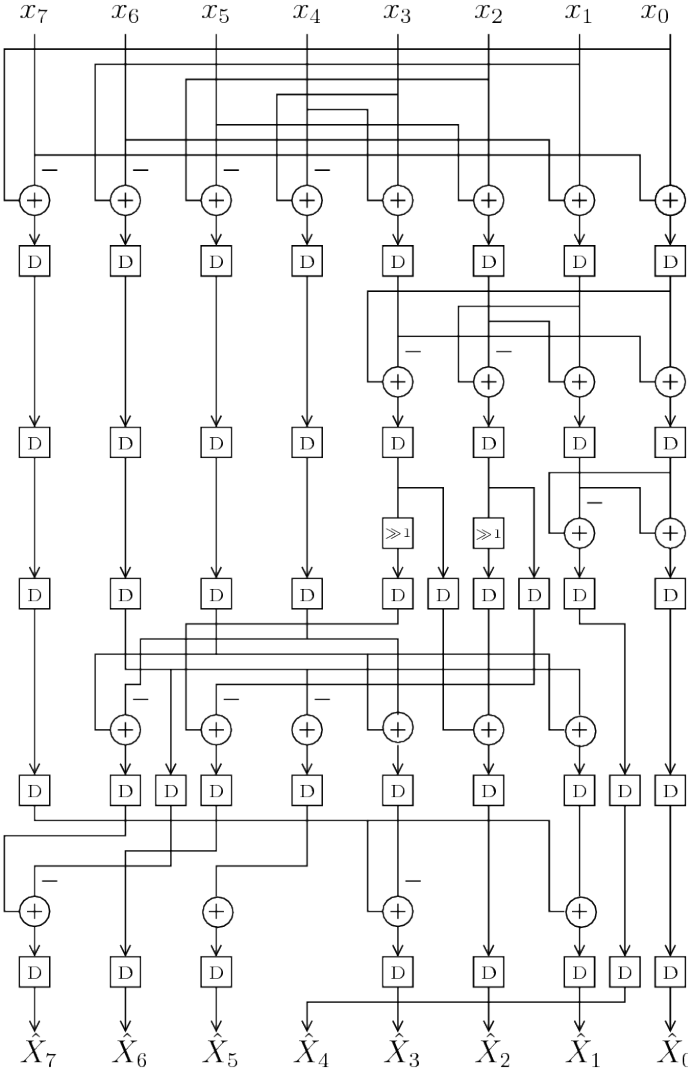 x₇ x₆ x₅ x₄ x₃ x₂ x₁ x₀
− − − −
+ + + + + + + +
D D D D D D D D
− −
+ + + +
D D D D D D D D
−
≫1 ≫1 + +
D D D D D D D D D D
− − −
+ + + + + +
D D D D D D D D D D
− −
+ + + +
D D D D D D D
X̂₇ X̂₆ X̂₅ X̂₄ X̂₃ X̂₂ X̂₁ X̂₀